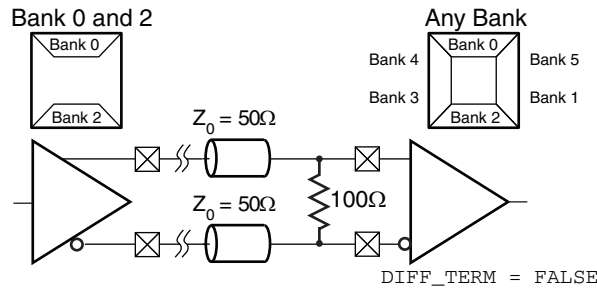 Bank 0 and 2
Any Bank
Bank 0
Bank 2
Bank 0
Bank 4
Bank 5
Bank 3
Bank 1
Bank 2
Z0 = 50Ω
Z0 = 50Ω
100Ω
DIFF_TERM = FALSE